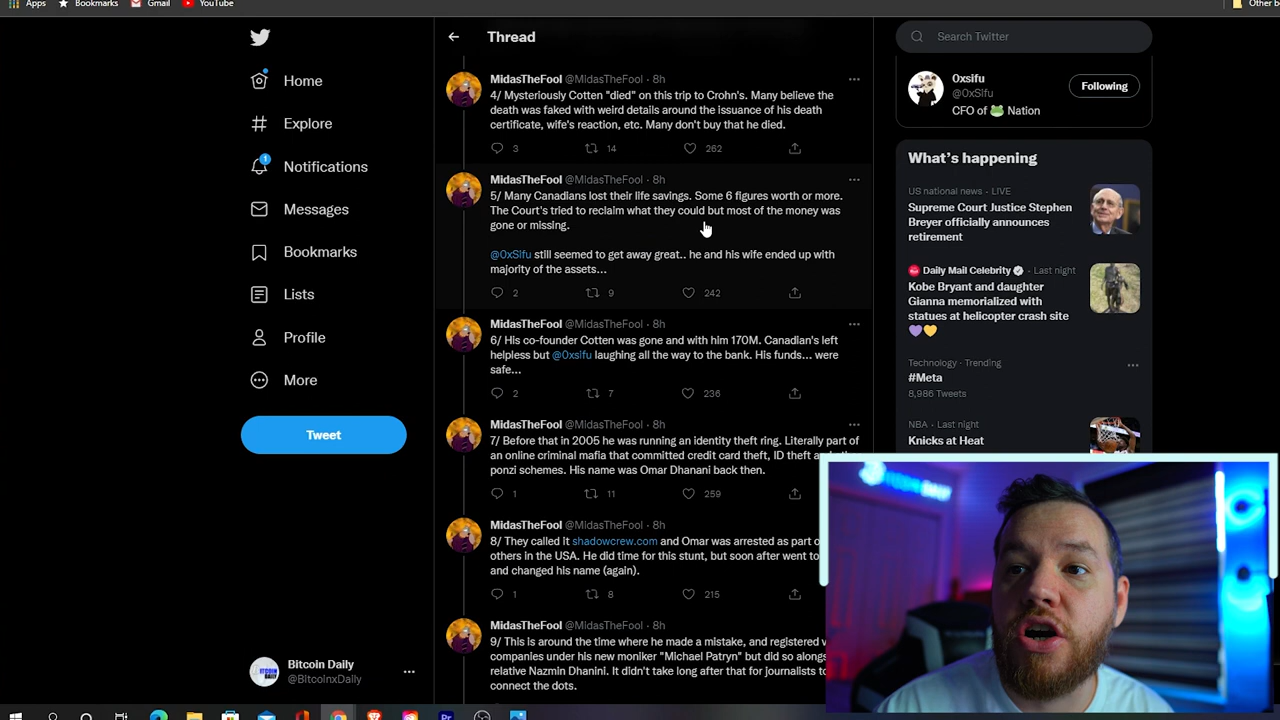 Apps
Bookmarks
Gmail
YouTube
Other b
Home
Explore
1
Notifications
Messages
Bookmarks
Lists
Profile
More
Tweet
Bitcoin Daily
@BitcoinxDaily
Thread
MidasTheFool @MidasTheFool · 8h
4/ Mysteriously Cotten "died" on this trip to Crohn's. Many believe the
death was faked with weird details around the issuance of his death
certificate, wife's reaction, etc. Many don't buy that he died.
3 14 262
MidasTheFool @MidasTheFool · 8h
5/ Many Canadians lost their life savings. Some 6 figures worth or more.
The Court's tried to reclaim what they could but most of the money was
gone or missing.
@0xSifu still seemed to get away great.. he and his wife ended up with
majority of the assets...
2 9 242
MidasTheFool @MidasTheFool · 8h
6/ His co-founder Cotten was gone and with him 170M. Canadian's left
helpless but @0xsifu laughing all the way to the bank. His funds... were
safe...
2 7 236
MidasTheFool @MidasTheFool · 8h
7/ Before that in 2005 he was running an identity theft ring. Literally part of
an online criminal mafia that committed credit card theft, ID theft and
ponzi schemes. His name was Omar Dhanani back then.
1 11 259
MidasTheFool @MidasTheFool · 8h
8/ They called it shadowcrew.com and Omar was arrested as part o
others in the USA. He did time for this stunt, but soon after went to
and changed his name (again).
1 8 215
MidasTheFool @MidasTheFool · 8h
9/ This is around the time where he made a mistake, and registered v
companies under his new moniker "Michael Patryn" but did so alongs
relative Nazmin Dhanini. It didn't take long after that for journalists to
connect the dots.
Search Twitter
0xsifu
@0xSifu
Following
CFO of 🐸 Nation
What's happening
US national news · LIVE
Supreme Court Justice Stephen
Breyer officially announces
retirement
Daily Mail Celebrity · Last night
Kobe Bryant and daughter
Gianna memorialized with
statues at helicopter crash site
💜💛
Technology · Trending
#Meta
8,986 Tweets
NBA · Last night
Knicks at Heat